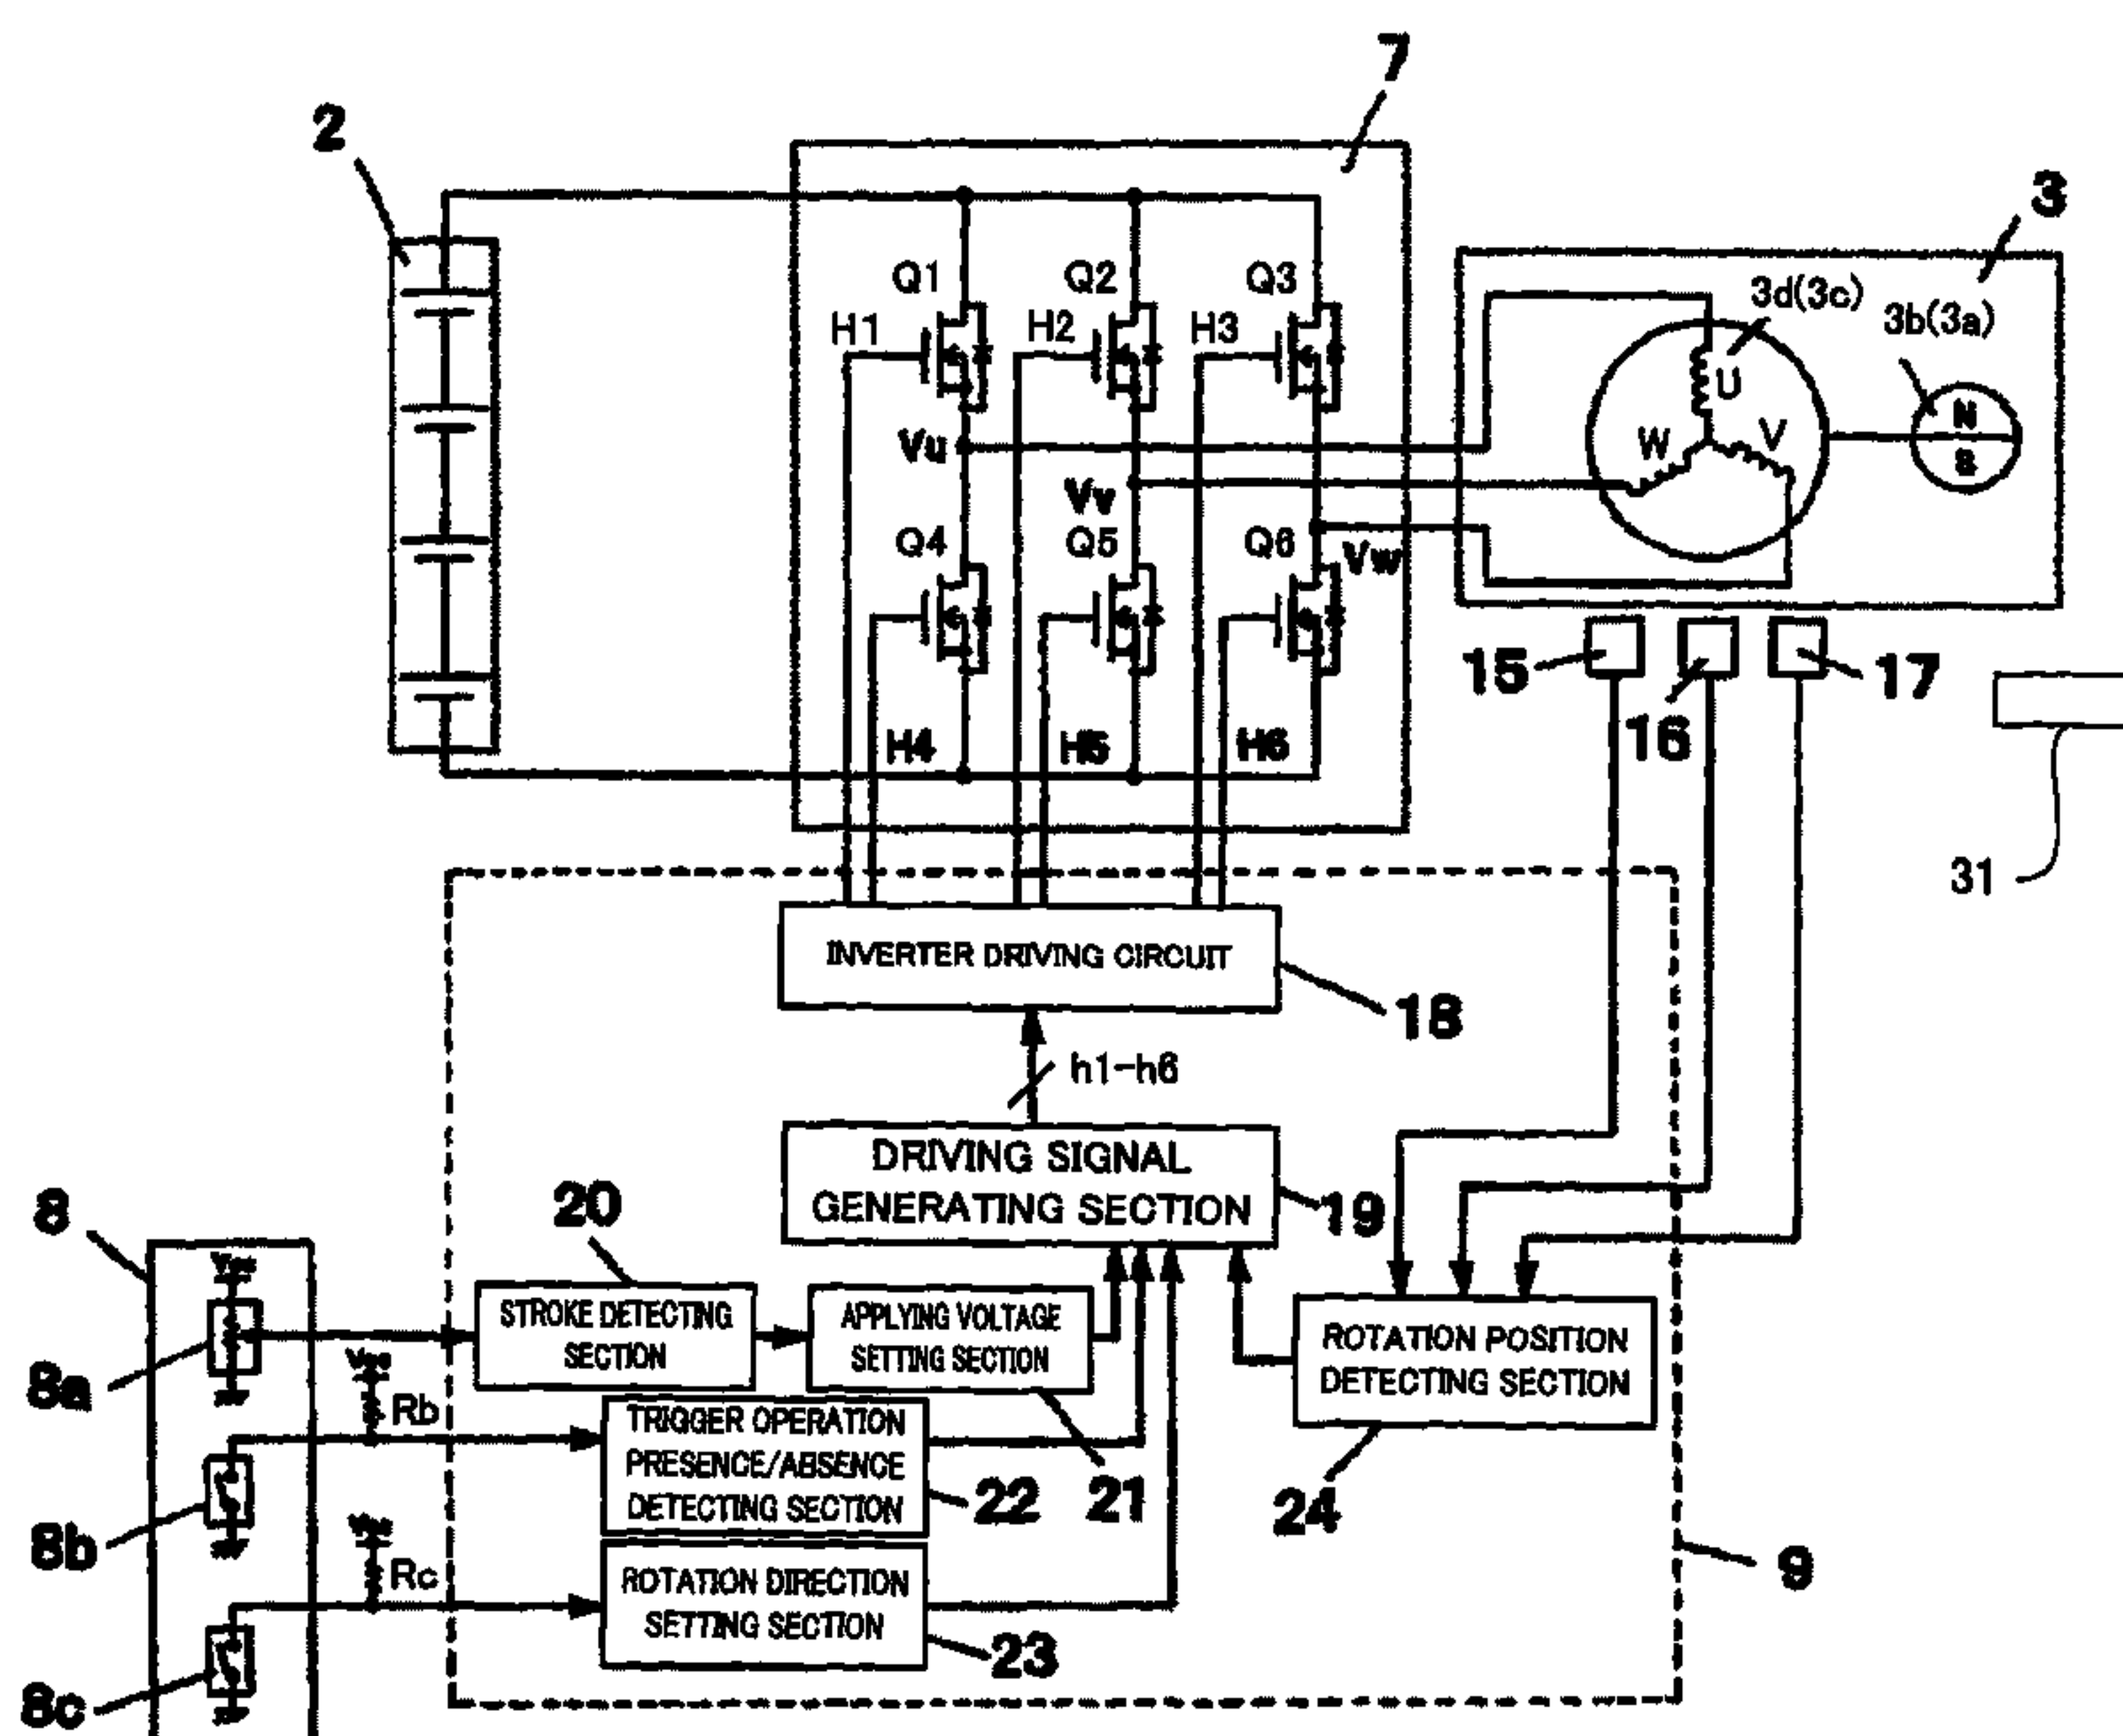 7
2
3
Q1
Q2
Q3
3d(3c)
3b(3a)
H1
H2
H3
U
N
W
V
S
Vu
Vv
Q4
Q5
Q6
Vw
15
16
17
H4
H5
H6
31
INVERTER DRIVING CIRCUIT
18
h1-h6
DRIVING SIGNAL
GENERATING SECTION
19
20
8
STROKE DETECTING
SECTION
APPLYING VOLTAGE
SETTING SECTION
ROTATION POSITION
DETECTING SECTION
8a
Rb
TRIGGER OPERATION
PRESENCE/ABSENCE
DETECTING SECTION
22
21
24
8b
Rc
ROTATION DIRECTION
SETTING SECTION
23
9
8c